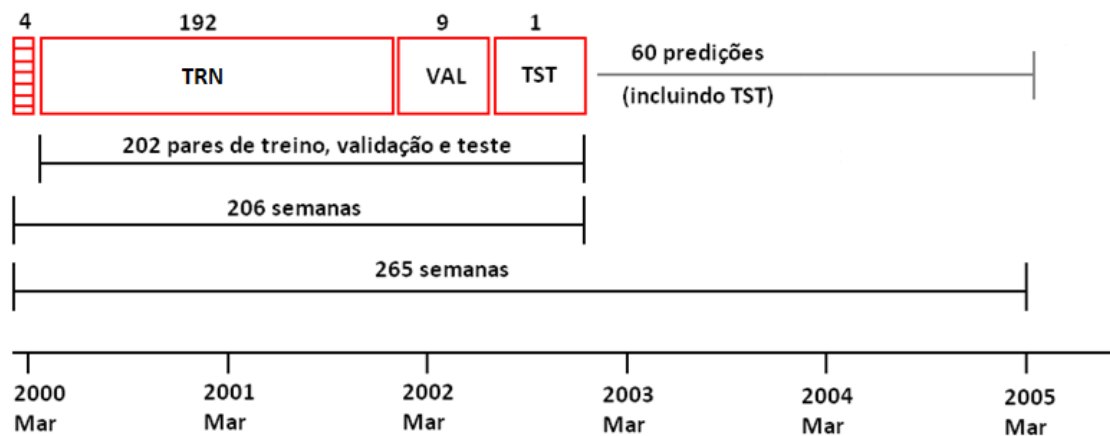 4 192 9 1
TRN VAL TST
60 predições
(incluindo TST)
202 pares de treino, validação e teste
206 semanas
265 semanas
2000 2001 2002 2003 2004 2005
Mar Mar Mar Mar Mar Mar